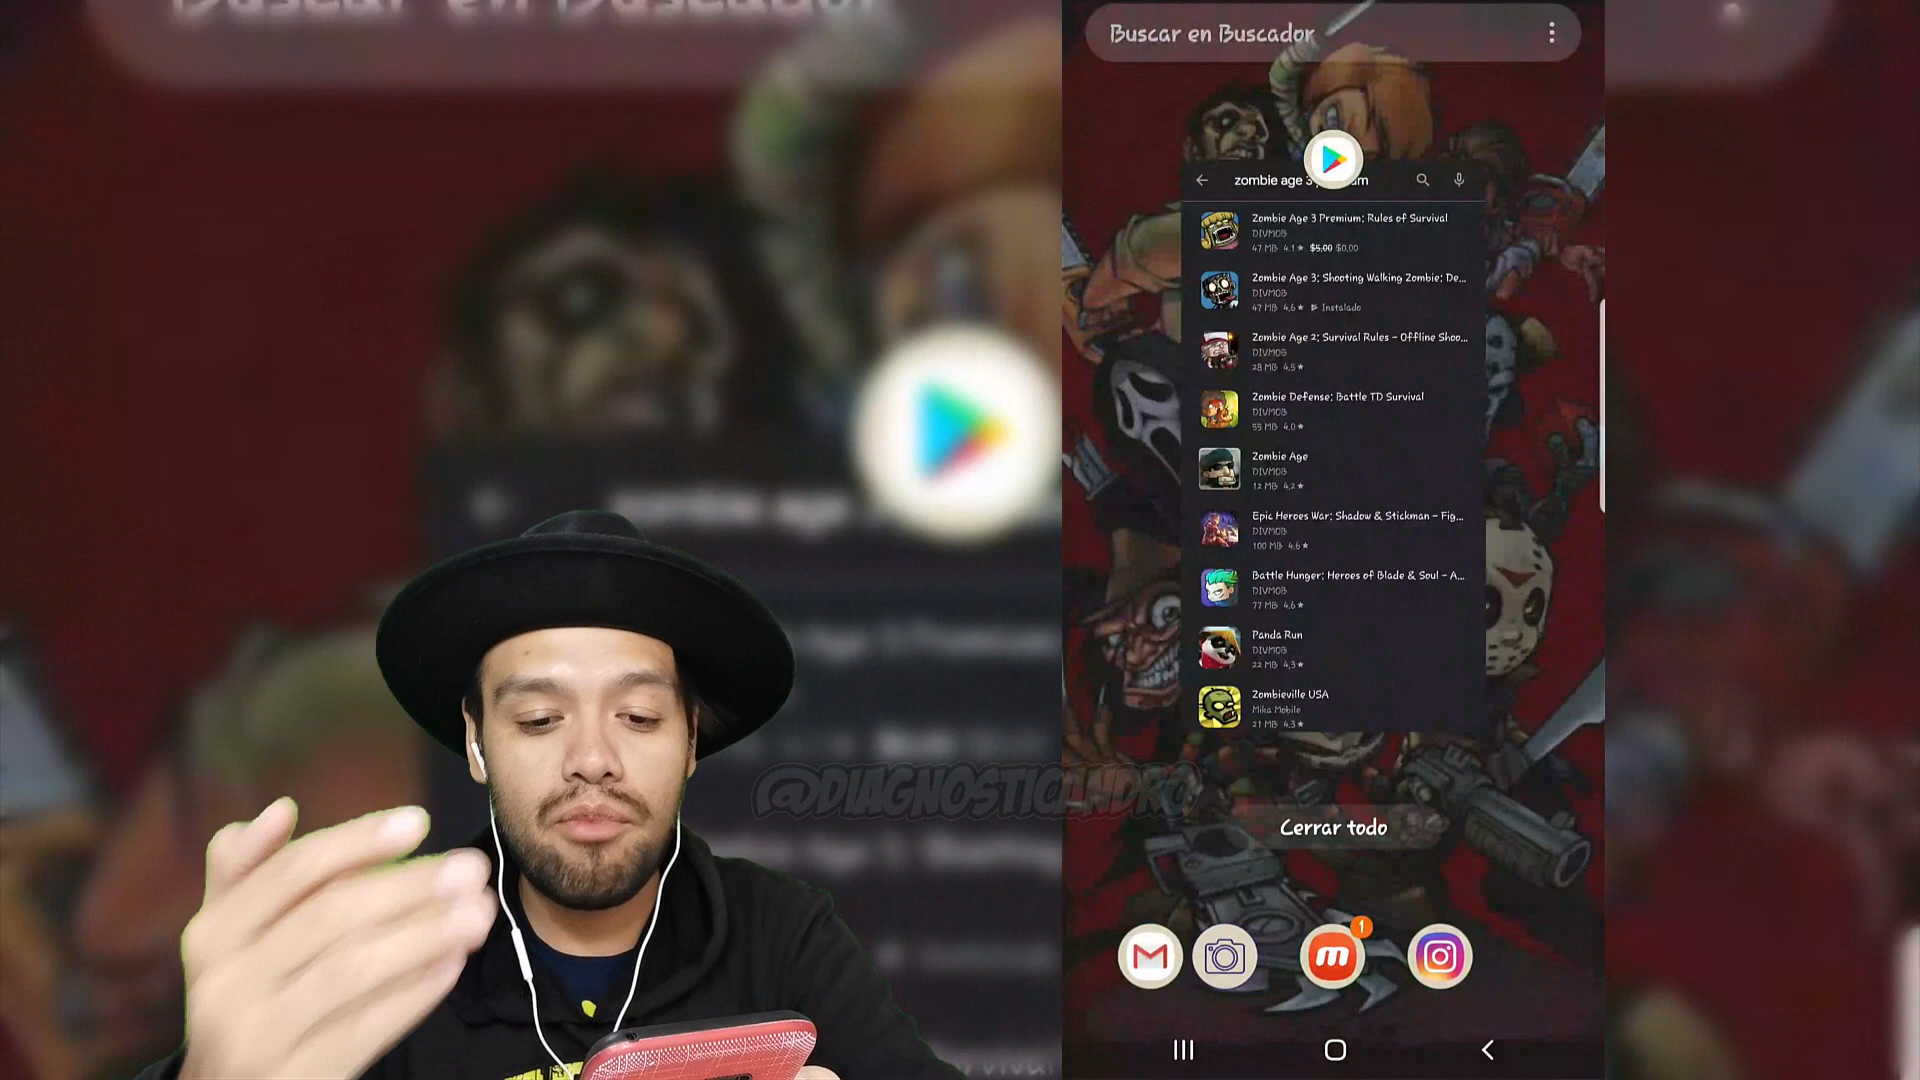 Buscar en Buscador
Buscar en Buscador
zombie age 3
Zombie Age 3 Premium: Rules of Survival
DIVMOB
47 MB 4.1★ $5.00 $0.00
Zombie Age 3: Shooting Walking Zombie: De...
DIVMOB
47 MB 4.6★ Instalado
Zombie Age 2: Survival Rules - Offline Shoo...
DIVMOB
28 MB 4.5★
Zombie Defense: Battle TD Survival
DIVMOB
55 MB 4.0★
Zombie Age
DIVMOB
12 MB 4.2★
Epic Heroes War: Shadow & Stickman - Fig...
DIVMOB
100 MB 4.6★
Battle Hunger: Heroes of Blade & Soul - A...
DIVMOB
77 MB 4.6★
Panda Run
DIVMOB
22 MB 4.3★
Zombieville USA
Mika Mobile
21 MB 4.3★
@DIAGNOSTICANDRO
Cerrar todo
1